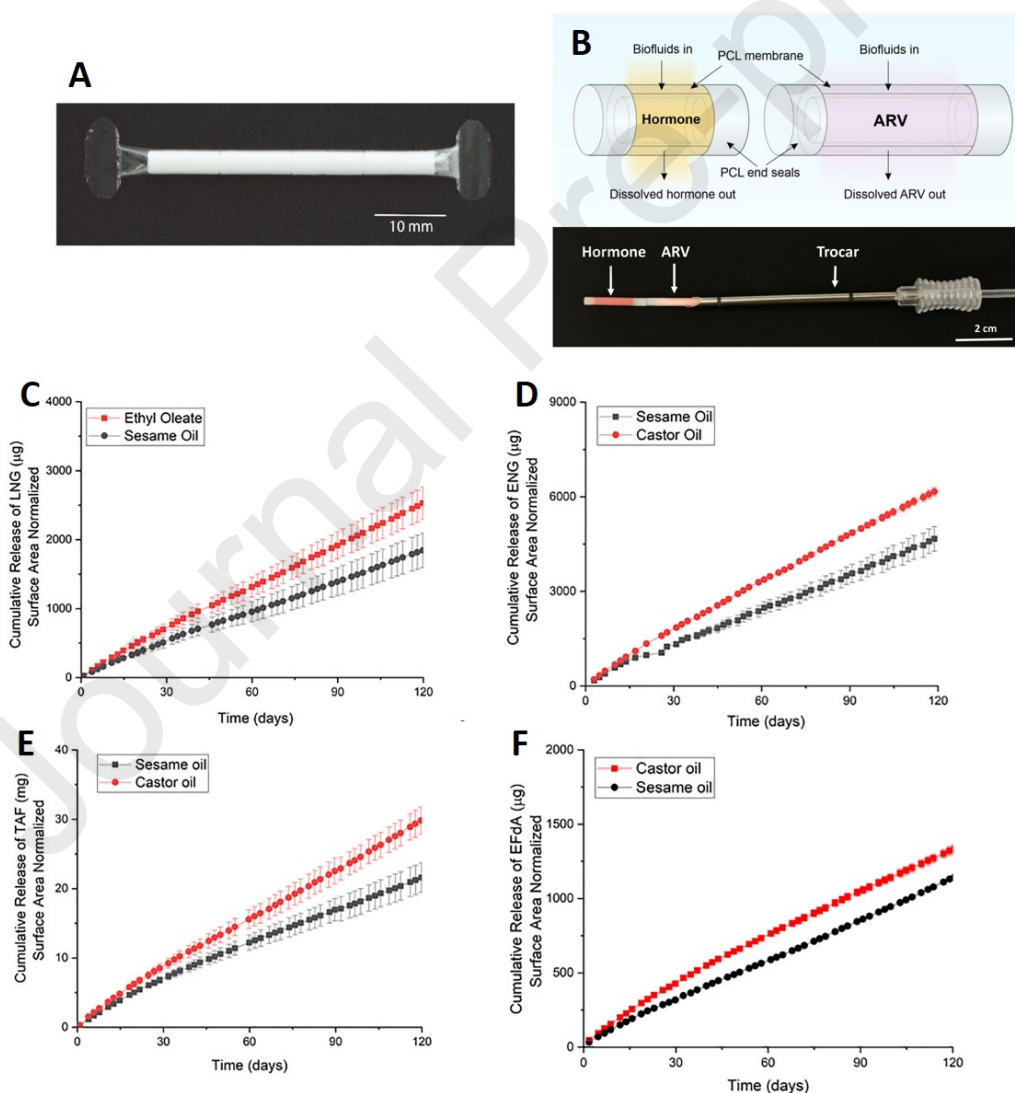 Journal Pre-p
A
10 mm
B
Biofluids in
PCL membrane
Biofluids in
Hormone
ARV
PCL end seals
Dissolved hormone out
Dissolved ARV out
Hormone
ARV
Trocar
2 cm
C
Cumulative Release of LNG (µg)
Surface Area Normalized
4000
3000
2000
1000
0
Ethyl Oleate
Sesame Oil
0
30
60
90
120
Time (days)
D
Cumulative Release of ENG (µg)
Surface Area Normalized
9000
6000
3000
0
Sesame Oil
Castor Oil
0
30
60
90
120
Time (days)
E
Cumulative Release of TAF (mg)
Surface Area Normalized
40
30
20
10
0
Sesame oil
Castor oil
0
30
60
90
120
Time (days)
F
Cumulative Release of EFdA (µg)
Surface Area Normalized
2000
1500
1000
500
0
Castor oil
Sesame oil
0
30
60
90
120
Time (days)